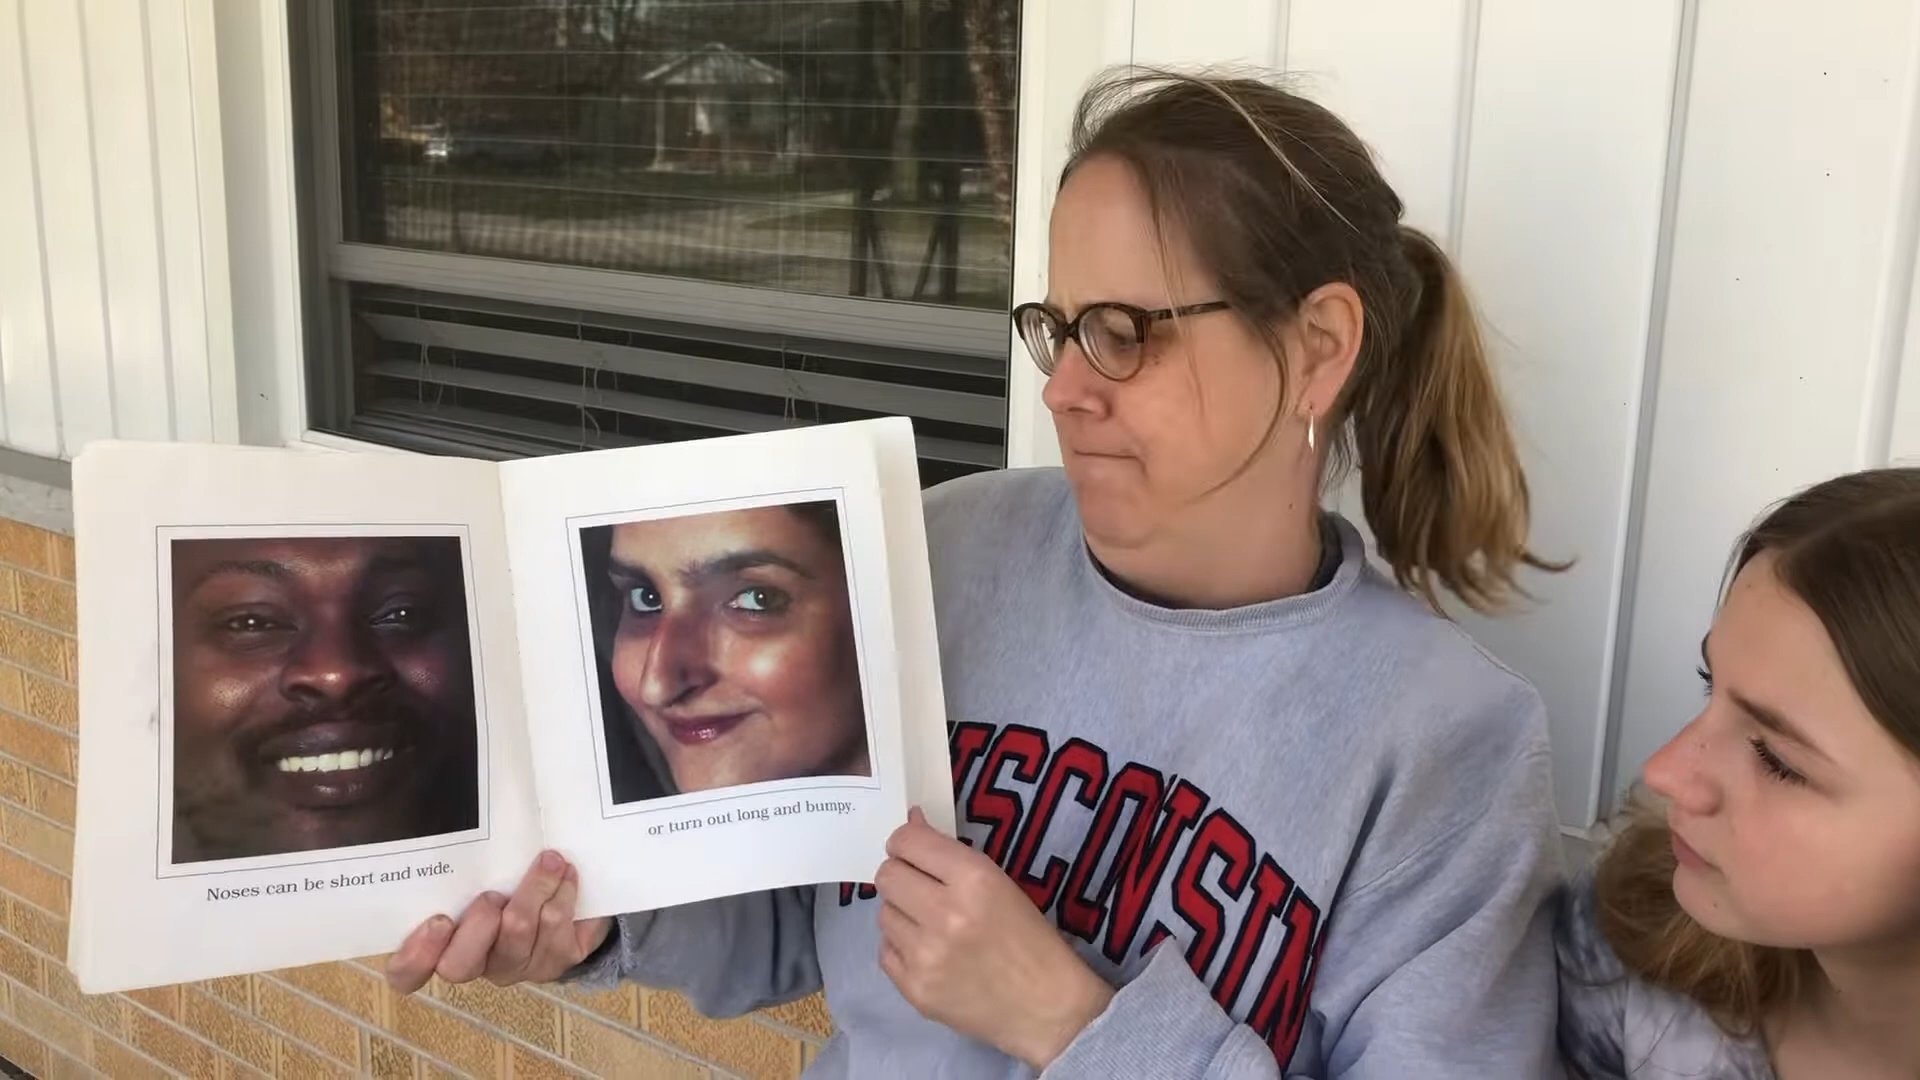 Noses can be short and wide,
or turn out long and bumpy.
WISCONSIN